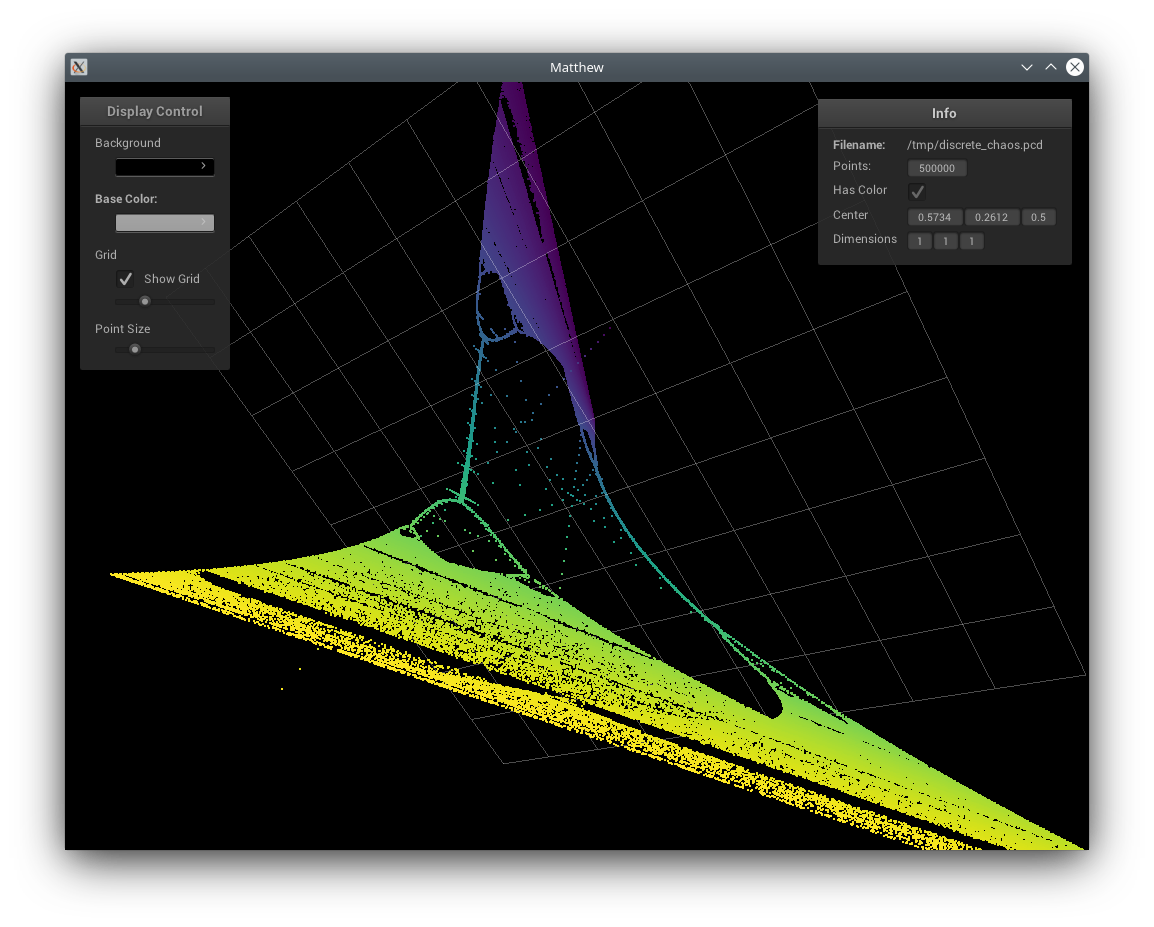 Matthew
Display Control
Background
Base Color:
Grid
Show Grid
Point Size
Info
Filename: /tmp/discrete_chaos.pcd
Points: 500000
Has Color
Center 0.5734 0.2612 0.5
Dimensions 1 1 1